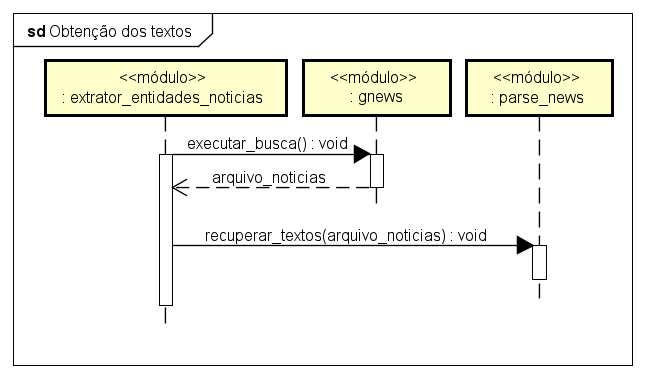 sd Obtenção dos textos
<<módulo>>
: extrator_entidades_noticias
<<módulo>>
: gnews
<<módulo>>
: parse_news
executar_busca() : void
arquivo_noticias
recuperar_textos(arquivo_noticias) : void